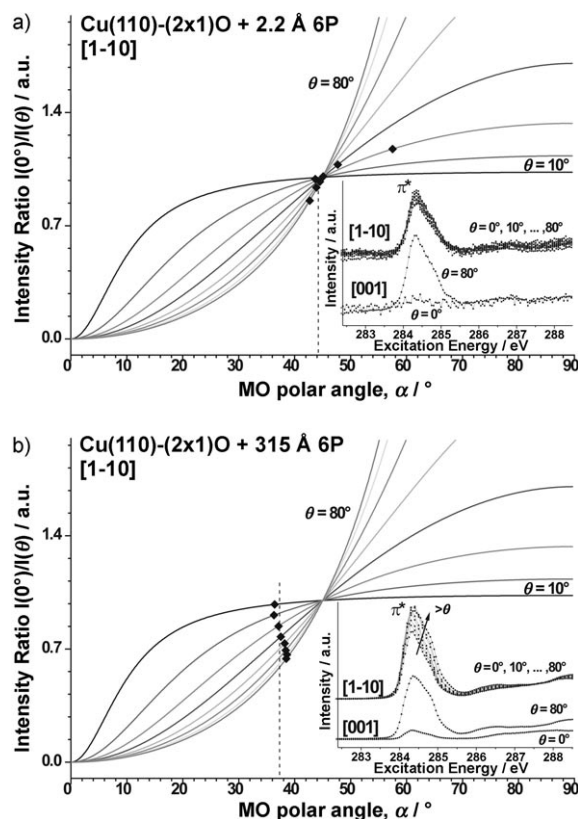 a)
Cu(110)-(2x1)O + 2.2 Å 6P
[1-10]
θ = 80°
θ = 10°
Intensity Ratio I(0°)/I(θ) / a.u.
1.4
0.7
0.0
0 10 20 30 40 50 60 70 80 90
MO polar angle, α / °
π*
[1-10]
θ = 0°, 10°, ... ,80°
[001]
θ = 80°
θ = 0°
Intensity / a.u.
283 284 285 286 287 288
Excitation Energy / eV
b)
Cu(110)-(2x1)O + 315 Å 6P
[1-10]
θ = 80°
θ = 10°
Intensity Ratio I(0°)/I(θ) / a.u.
1.4
0.7
0.0
0 10 20 30 40 50 60 70 80 90
MO polar angle, α / °
π*
>θ
[1-10]
θ = 0°, 10°, ... ,80°
[001]
θ = 80°
θ = 0°
Intensity / a.u.
283 284 285 286 287 288
Excitation Energy / eV